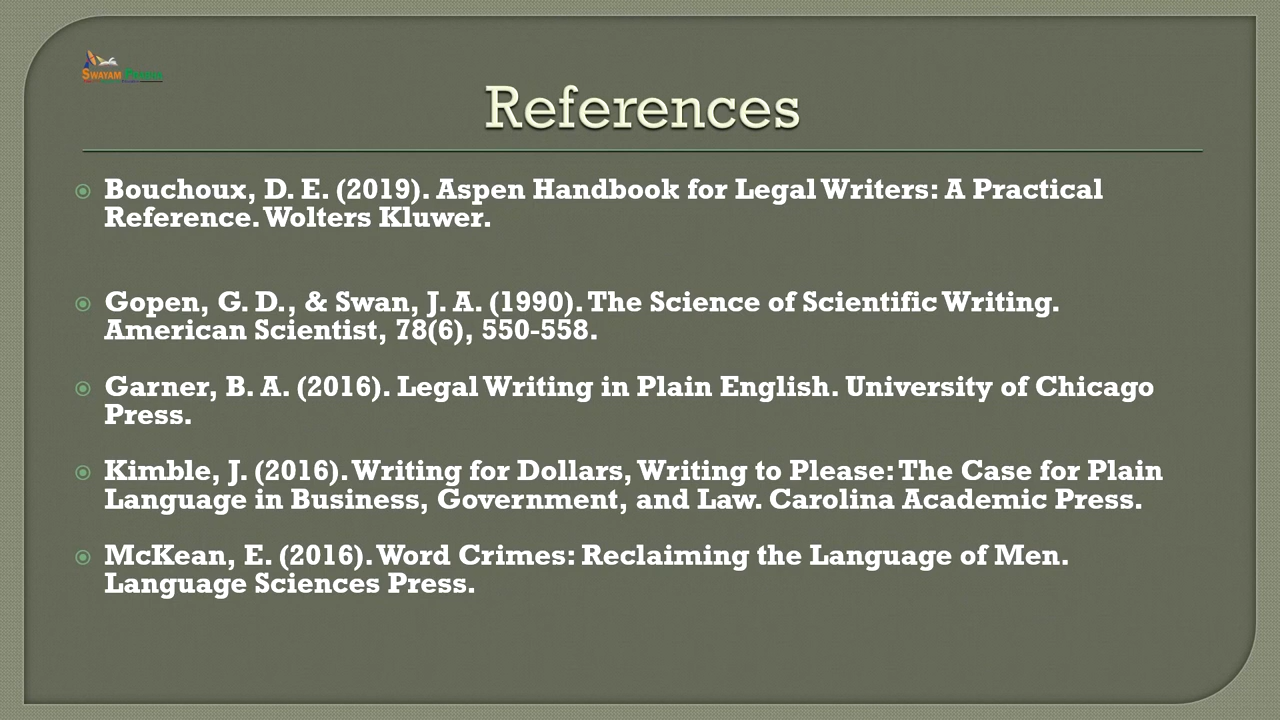 SWAYAM PRABHA
References
Bouchoux, D. E. (2019). Aspen Handbook for Legal Writers: A Practical
Reference. Wolters Kluwer.
Gopen, G. D., & Swan, J. A. (1990). The Science of Scientific Writing.
American Scientist, 78(6), 550-558.
Garner, B. A. (2016). Legal Writing in Plain English. University of Chicago
Press.
Kimble, J. (2016). Writing for Dollars, Writing to Please: The Case for Plain
Language in Business, Government, and Law. Carolina Academic Press.
McKean, E. (2016). Word Crimes: Reclaiming the Language of Men.
Language Sciences Press.